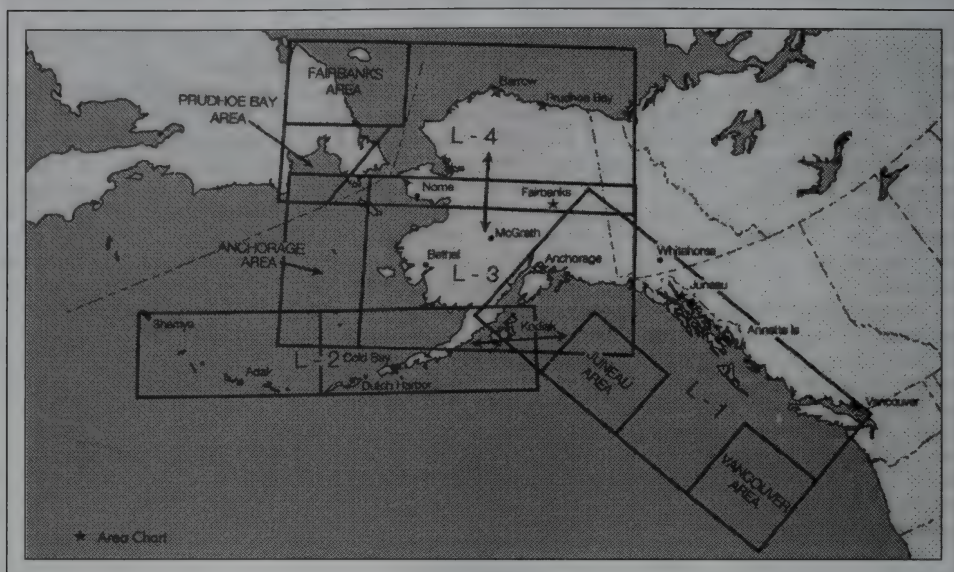 FAIRBANKS
AREA
Barrow
Prudhoe Bay
PRUDHOE BAY
AREA
L-4
Nome
Fairbanks
McGrath
ANCHORAGE
AREA
Bethel
L-3
Anchorage
Whitehorse
Juneau
Shemya
Kodiak
Annette Is
L-2
Cold Bay
Adak
Dutch Harbor
JUNEAU
AREA
L-1
Vancouver
VANCOUVER
AREA
★ Area Chart